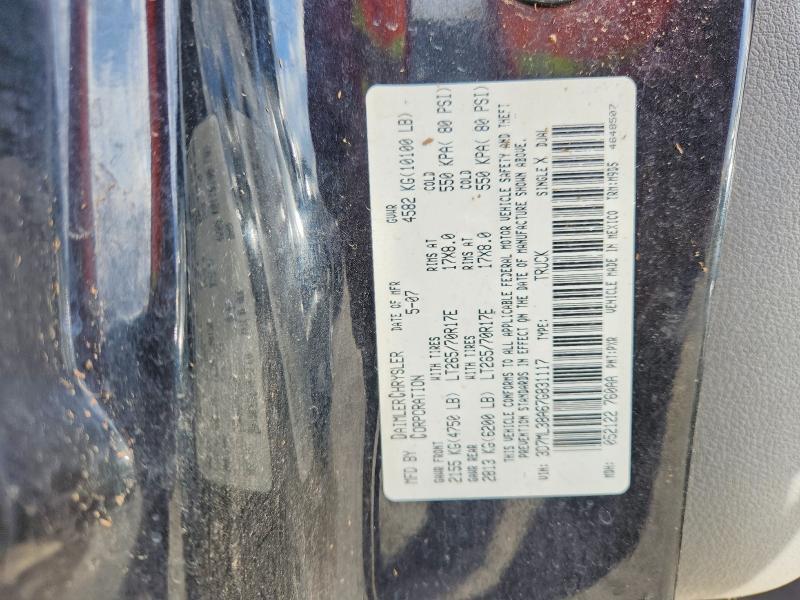 MFD BY DAIMLERCHRYSLER CORPORATION DATE OF MFR 5-07 GVWR 4582 KG(10100 LB)
GAWR FRONT WITH TIRES RIMS AT COLD
2155 KG(4750 LB) LT265/70R17E 17X8.0 550 KPA( 80 PSI)
GAWR REAR WITH TIRES RIMS AT COLD
2813 KG(6200 LB) LT265/70R17E 17X8.0 550 KPA( 80 PSI)
THIS VEHICLE CONFORMS TO ALL APPLICABLE FEDERAL MOTOR VEHICLE SAFETY AND THEFT
PREVENTION STANDARDS IN EFFECT ON THE DATE OF MANUFACTURE SHOWN ABOVE.
VIN: 3D7ML38A67G831117 TYPE: TRUCK SINGLE X DUAL
MDH: 052122 760AA PNT:PXR VEHICLE MADE IN MEXICO TRM:M9D5 4648507